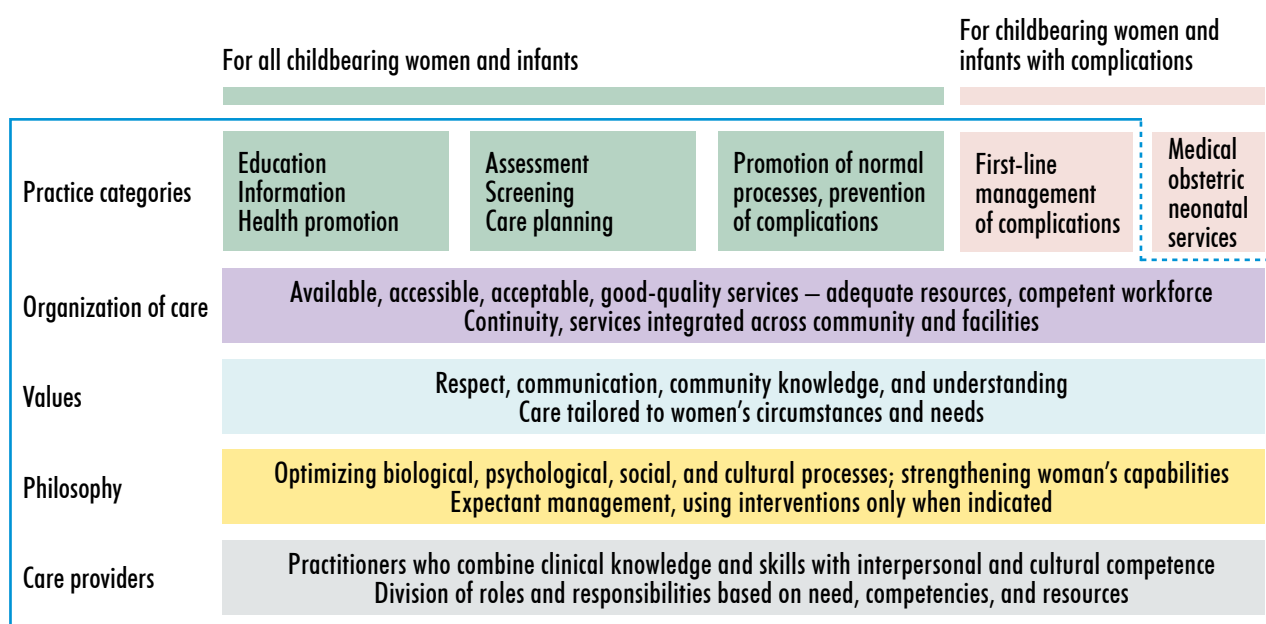 For all childbearing women and infants
For childbearing women and
infants with complications
Practice categories
Education
Information
Health promotion
Assessment
Screening
Care planning
Promotion of normal
processes, prevention
of complications
First-line
management
of complications
Medical
obstetric
neonatal
services
Organization of care
Available, accessible, acceptable, good-quality services – adequate resources, competent workforce
Continuity, services integrated across community and facilities
Values
Respect, communication, community knowledge, and understanding
Care tailored to women's circumstances and needs
Philosophy
Optimizing biological, psychological, social, and cultural processes; strengthening woman's capabilities
Expectant management, using interventions only when indicated
Care providers
Practitioners who combine clinical knowledge and skills with interpersonal and cultural competence
Division of roles and responsibilities based on need, competencies, and resources